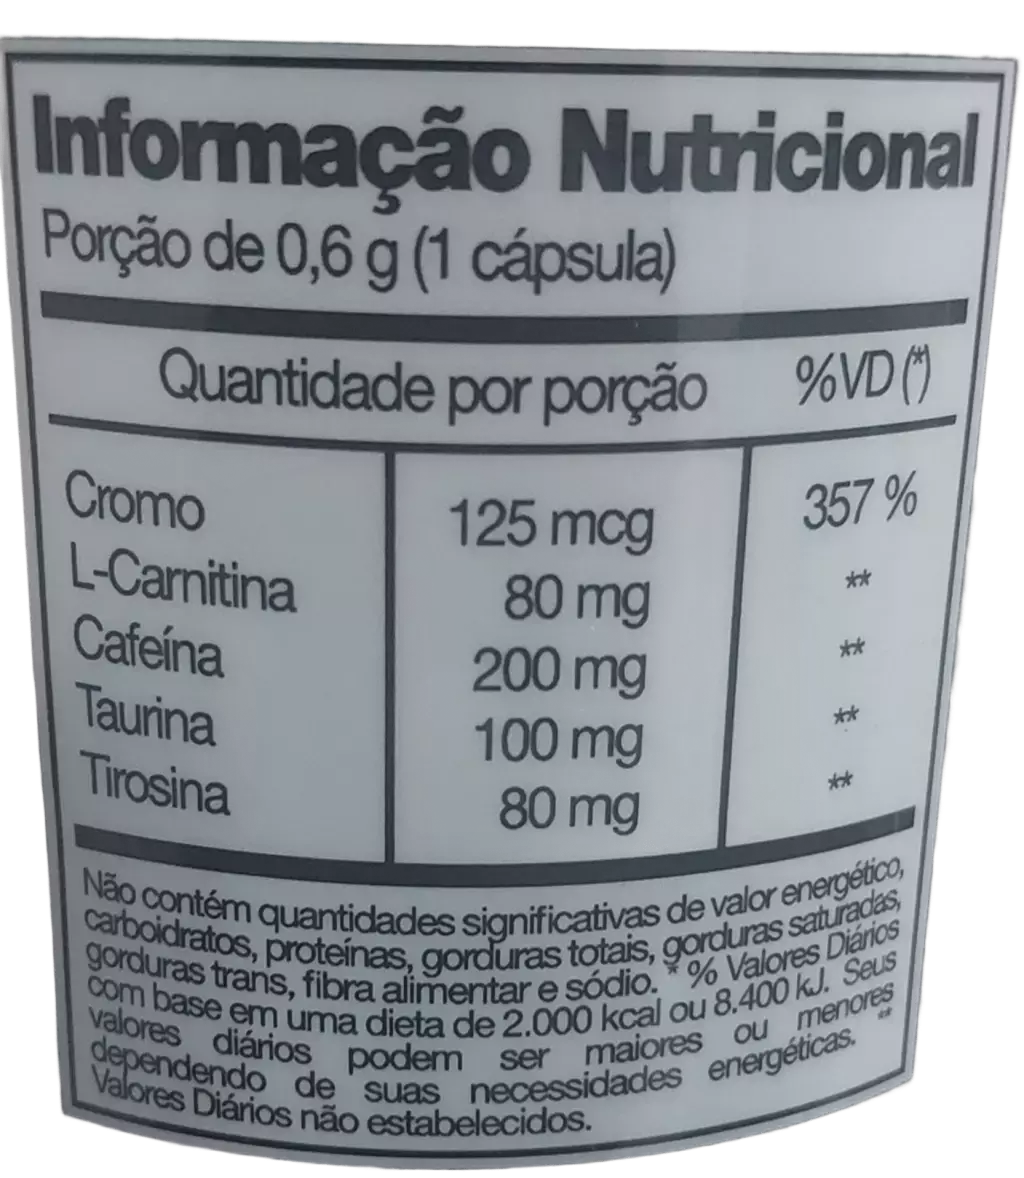 Informação Nutricional
Porção de 0,6 g (1 cápsula)
Quantidade por porção %VD (*)
Cromo 125 mcg 357 %
L-Carnitina 80 mg **
Cafeína 200 mg **
Taurina 100 mg **
Tirosina 80 mg **
Não contém quantidades significativas de valor energético,
carboidratos, proteínas, gorduras totais, gorduras saturadas,
gorduras trans, fibra alimentar e sódio. * % Valores Diários
com base em uma dieta de 2.000 kcal ou 8.400 kJ. Seus
valores diários podem ser maiores ou menores
dependendo de suas necessidades energéticas. **
Valores Diários não estabelecidos.